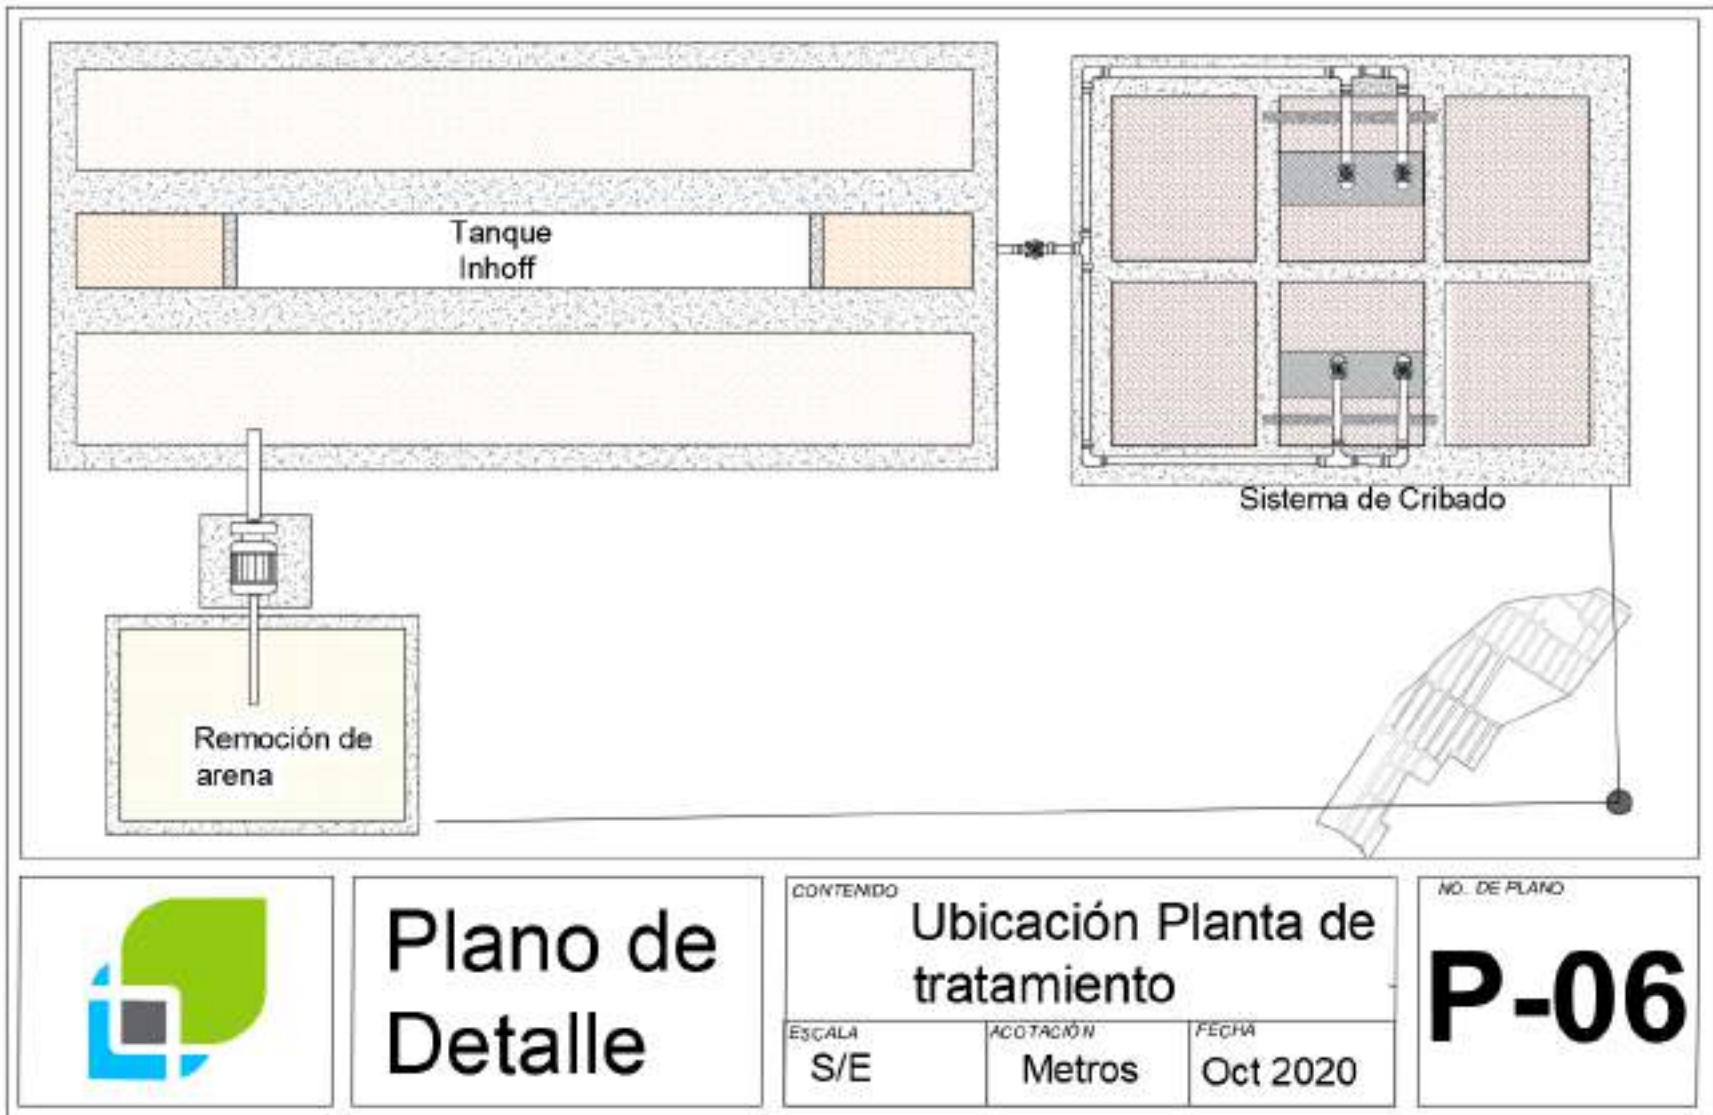 Tanque
Inhoff
Sistema de Cribado
Remoción de
arena
Plano de
Detalle
CONTENIDO
Ubicación Planta de
tratamiento
ESCALA
S/E
ACOTACIÓN
Metros
FECHA
Oct 2020
NO. DE PLANO
P-06